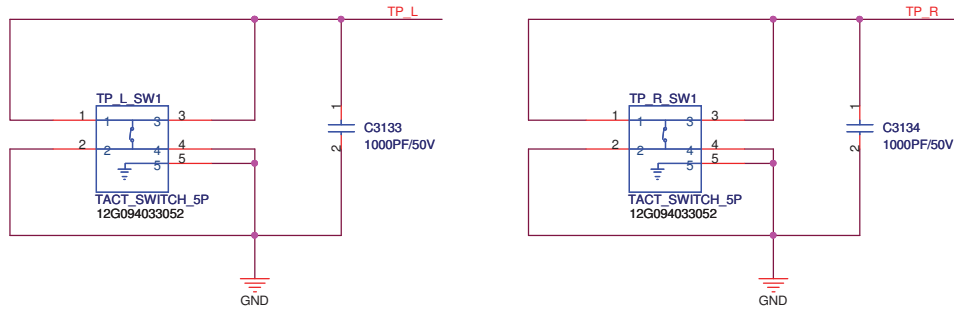 TP_L
TP_L_SW1
1
1
3
3
2
2
4
4
5
5
TACT_SWITCH_5P
12G094033052
1
C3133
1000PF/50V
2
GND
TP_R
TP_R_SW1
1
1
3
3
2
2
4
4
5
5
TACT_SWITCH_5P
12G094033052
1
C3134
1000PF/50V
2
GND